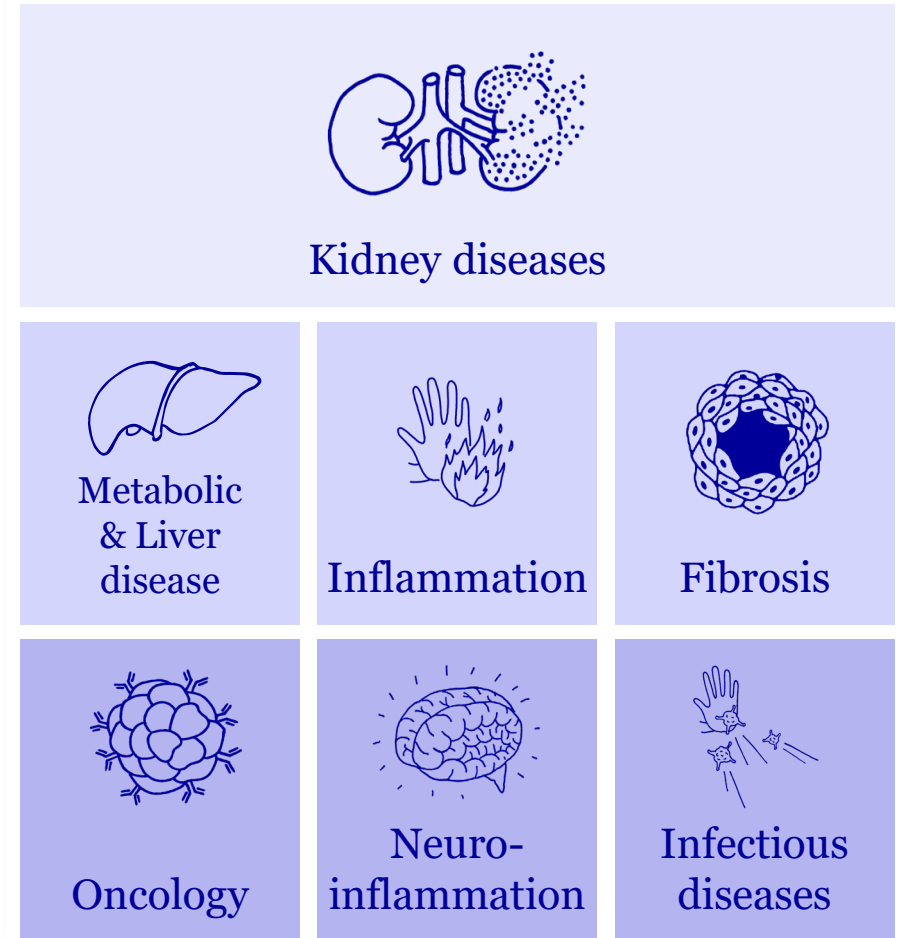 Kidney diseases
Metabolic
& Liver
disease
Inflammation
Fibrosis
Oncology
Neuro-
inflammation
Infectious
diseases